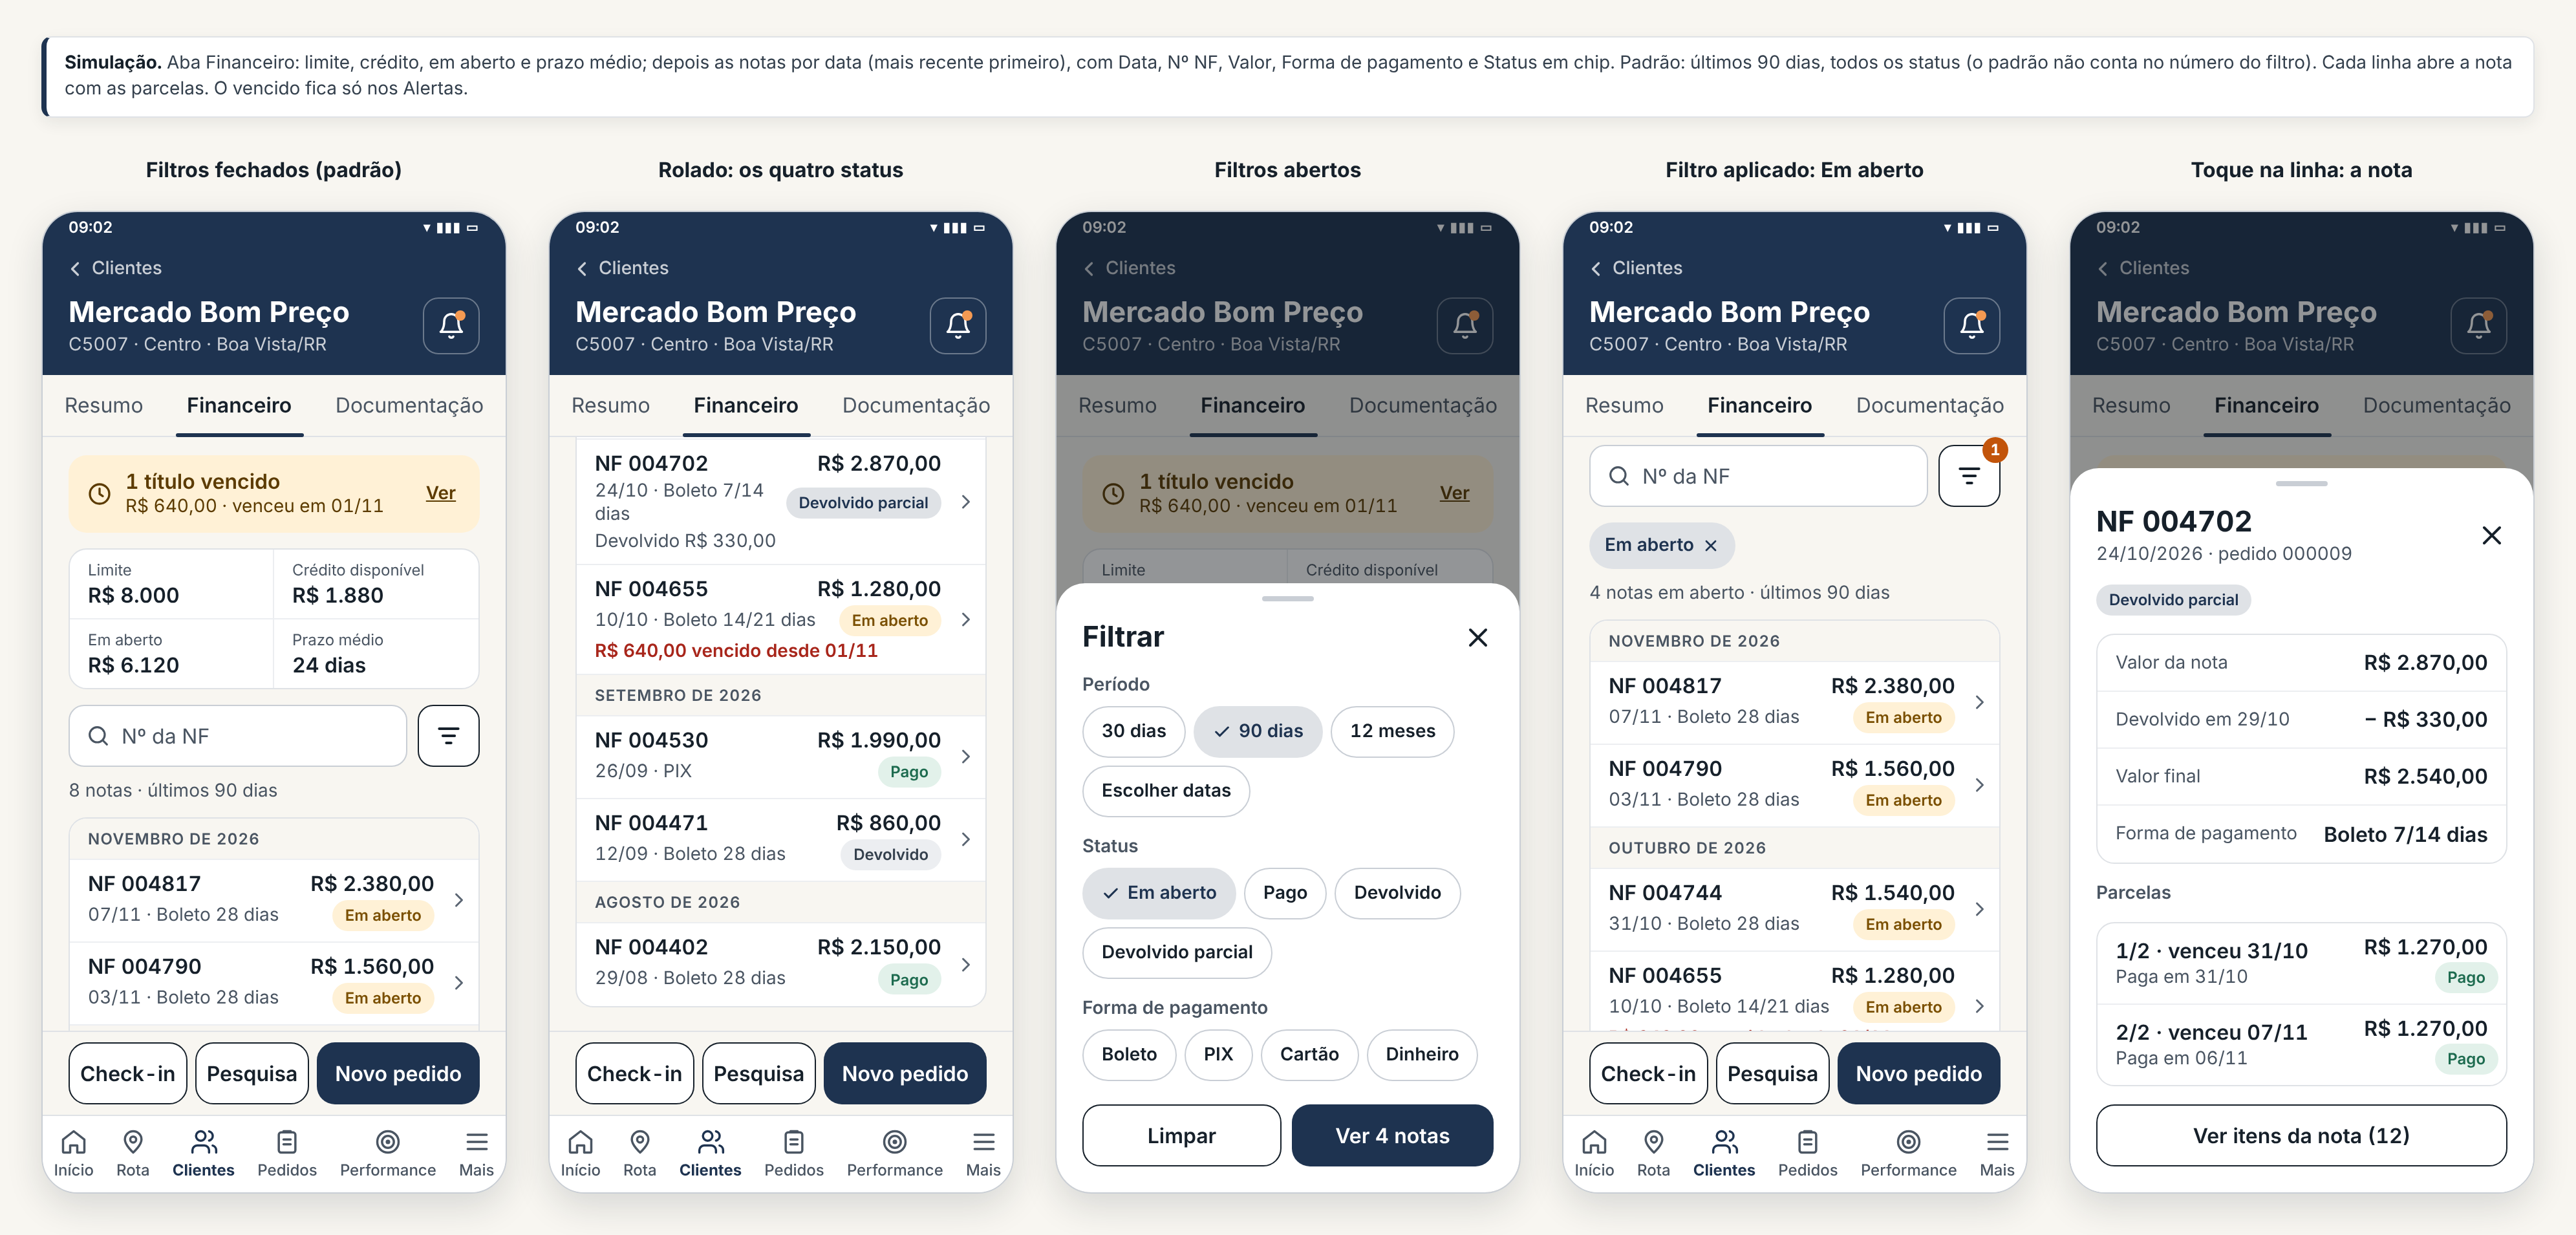 Simulação. Aba Financeiro: limite, crédito, em aberto e prazo médio; depois as notas por data (mais recente primeiro), com Data, Nº NF, Valor, Forma de pagamento e Status em chip. Padrão: últimos 90 dias, todos os status (o padrão não conta no número do filtro). Cada linha abre a nota
com as parcelas. O vencido fica só nos Alertas.
Filtros fechados (padrão)
09:02
Clientes
Mercado Bom Preço
C5007 · Centro · Boa Vista/RR
Resumo Financeiro Documentação
1 título vencido
R$ 640,00 · venceu em 01/11
Ver
Limite
R$ 8.000
Crédito disponível
R$ 1.880
Em aberto
R$ 6.120
Prazo médio
24 dias
Nº da NF
8 notas · últimos 90 dias
NOVEMBRO DE 2026
NF 004817 R$ 2.380,00
07/11 · Boleto 28 dias Em aberto
NF 004790 R$ 1.560,00
03/11 · Boleto 28 dias Em aberto
Check-in Pesquisa Novo pedido
Início Rota Clientes Pedidos Performance Mais
Rolado: os quatro status
09:02
Clientes
Mercado Bom Preço
C5007 · Centro · Boa Vista/RR
Resumo Financeiro Documentação
NF 004702 R$ 2.870,00
24/10 · Boleto 7/14
dias
Devolvido parcial
Devolvido R$ 330,00
NF 004655 R$ 1.280,00
10/10 · Boleto 14/21 dias Em aberto
R$ 640,00 vencido desde 01/11
SETEMBRO DE 2026
NF 004530 R$ 1.990,00
26/09 · PIX Pago
NF 004471 R$ 860,00
12/09 · Boleto 28 dias Devolvido
AGOSTO DE 2026
NF 004402 R$ 2.150,00
29/08 · Boleto 28 dias Pago
Check-in Pesquisa Novo pedido
Início Rota Clientes Pedidos Performance Mais
Filtros abertos
09:02
Clientes
Mercado Bom Preço
C5007 · Centro · Boa Vista/RR
Resumo Financeiro Documentação
1 título vencido
R$ 640,00 · venceu em 01/11
Ver
Limite Crédito disponível
Filtrar
Período
30 dias 90 dias 12 meses
Escolher datas
Status
Em aberto Pago Devolvido
Devolvido parcial
Forma de pagamento
Boleto PIX Cartão Dinheiro
Limpar Ver 4 notas
Filtro aplicado: Em aberto
09:02
Clientes
Mercado Bom Preço
C5007 · Centro · Boa Vista/RR
Resumo Financeiro Documentação
Nº da NF
1
Em aberto
4 notas em aberto · últimos 90 dias
NOVEMBRO DE 2026
NF 004817 R$ 2.380,00
07/11 · Boleto 28 dias Em aberto
NF 004790 R$ 1.560,00
03/11 · Boleto 28 dias Em aberto
OUTUBRO DE 2026
NF 004744 R$ 1.540,00
31/10 · Boleto 28 dias Em aberto
NF 004655 R$ 1.280,00
10/10 · Boleto 14/21 dias Em aberto
Check-in Pesquisa Novo pedido
Início Rota Clientes Pedidos Performance Mais
Toque na linha: a nota
09:02
Clientes
Mercado Bom Preço
C5007 · Centro · Boa Vista/RR
Resumo Financeiro Documentação
NF 004702
24/10/2026 · pedido 000009
Devolvido parcial
Valor da nota R$ 2.870,00
Devolvido em 29/10 − R$ 330,00
Valor final R$ 2.540,00
Forma de pagamento Boleto 7/14 dias
Parcelas
1/2 · venceu 31/10 R$ 1.270,00
Paga em 31/10 Pago
2/2 · venceu 07/11 R$ 1.270,00
Paga em 06/11 Pago
Ver itens da nota (12)